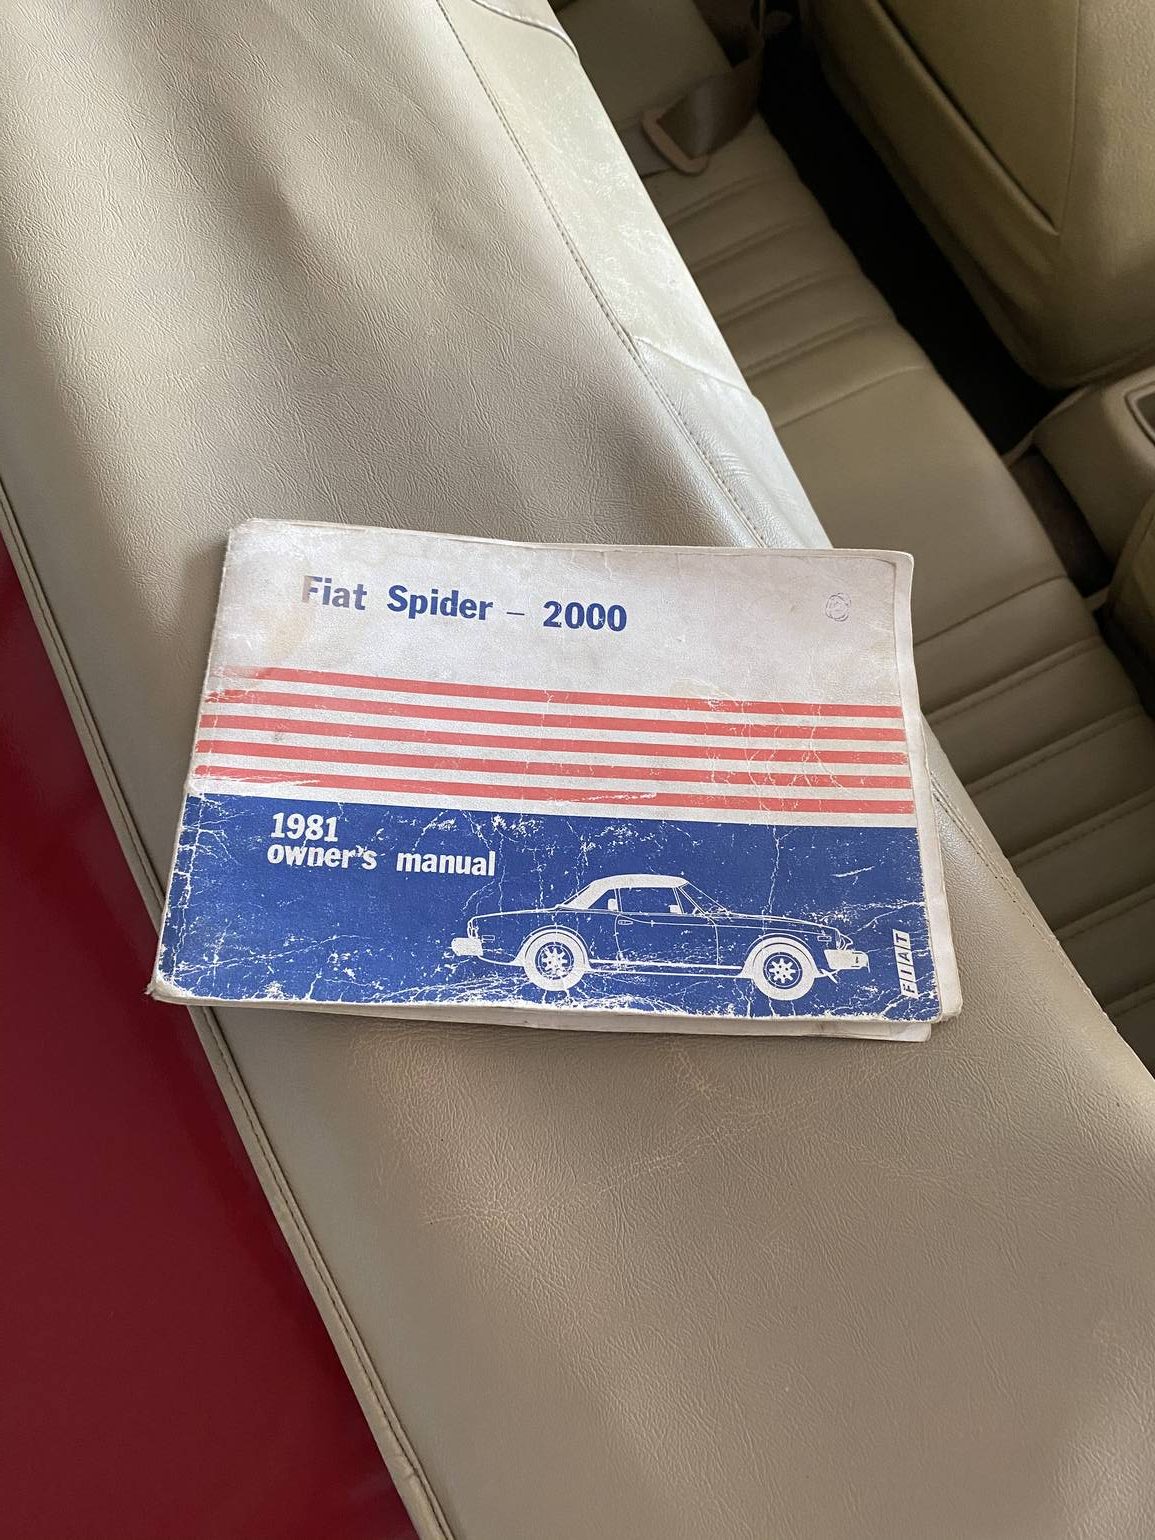 Fiat Spider – 2000
1981
owner's manual
FIAT